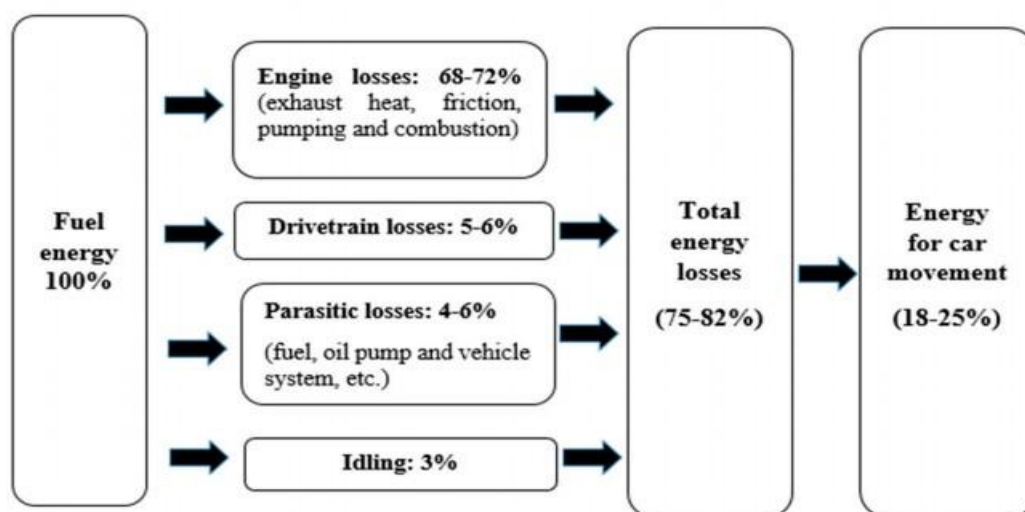 Fuel
energy
100%
Engine losses: 68-72%
(exhaust heat, friction,
pumping and combustion)
Drivetrain losses: 5-6%
Parasitic losses: 4-6%
(fuel, oil pump and vehicle
system, etc.)
Idling: 3%
Total
energy
losses
(75-82%)
Energy
for car
movement
(18-25%)